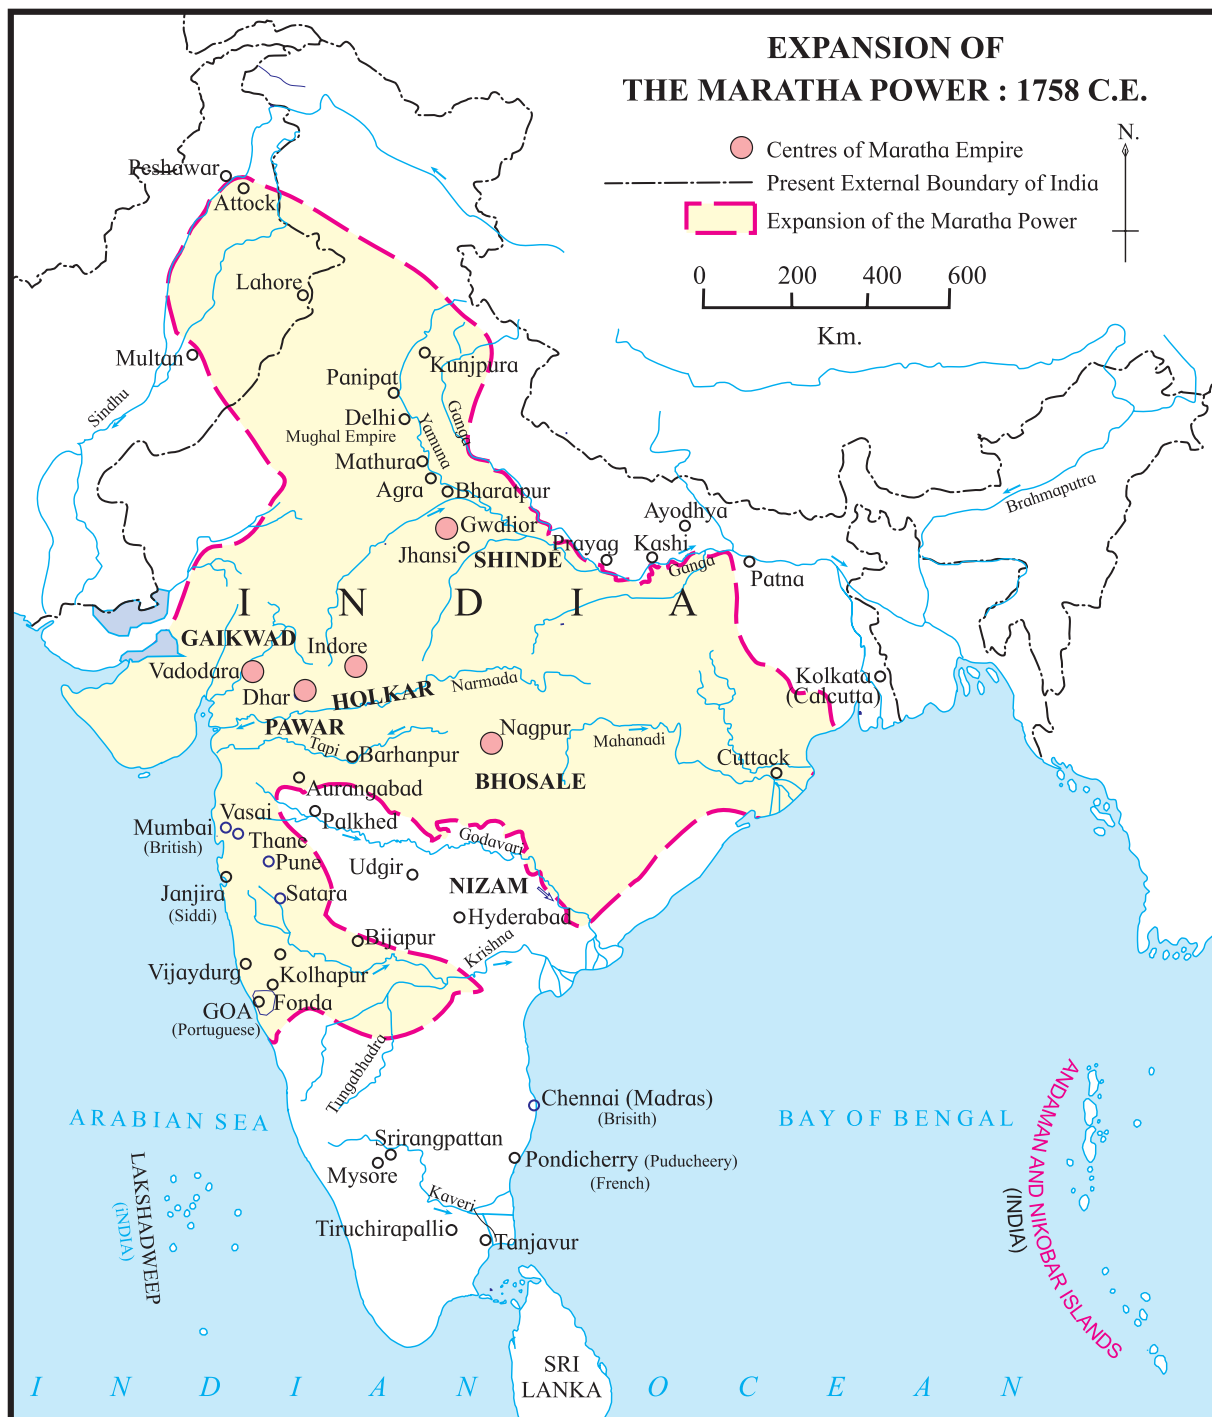 EXPANSION OF
THE MARATHA POWER : 1758 C.E.
N.
Centres of Maratha Empire
Present External Boundary of India
Expansion of the Maratha Power
0 200 400 600
Km.
Peshawar
Attock
Lahore
Multan
Sindhu
Kunjpura
Panipat
Ganga
Delhi
Yamuna
Mughal Empire
Mathura
Agra
Bharatpur
Brahmaputra
Ayodhya
Gwalior
Jhansi
SHINDE
Prayag
Kashi
Ganga
Patna
I N D I A
GAIKWAD
Indore
Vadodara
Dhar
HOLKAR
Narmada
Kolkata
(Calcutta)
PAWAR
Nagpur
Tapi
Barhanpur
Mahanadi
Cuttack
BHOSALE
Aurangabad
Vasai
Palkhed
Mumbai
(British)
Thane
Godavari
Pune
Udgir
Janjira
(Siddi)
Satara
NIZAM
Hyderabad
Bijapur
Krishna
Vijaydurg
Kolhapur
GOA
(Portuguese)
Fonda
Tungabhadra
Chennai (Madras)
(Brisith)
ARABIAN SEA
BAY OF BENGAL
Srirangpattan
Mysore
Pondicherry (Puducheery)
(French)
Kaveri
Tiruchirapalli
Tanjavur
LAKSHADWEEP
(iNDIA)
ANDAMAN AND NIKOBAR ISLANDS
(INDIA)
SRI
LANKA
I N D I A N O C E A N